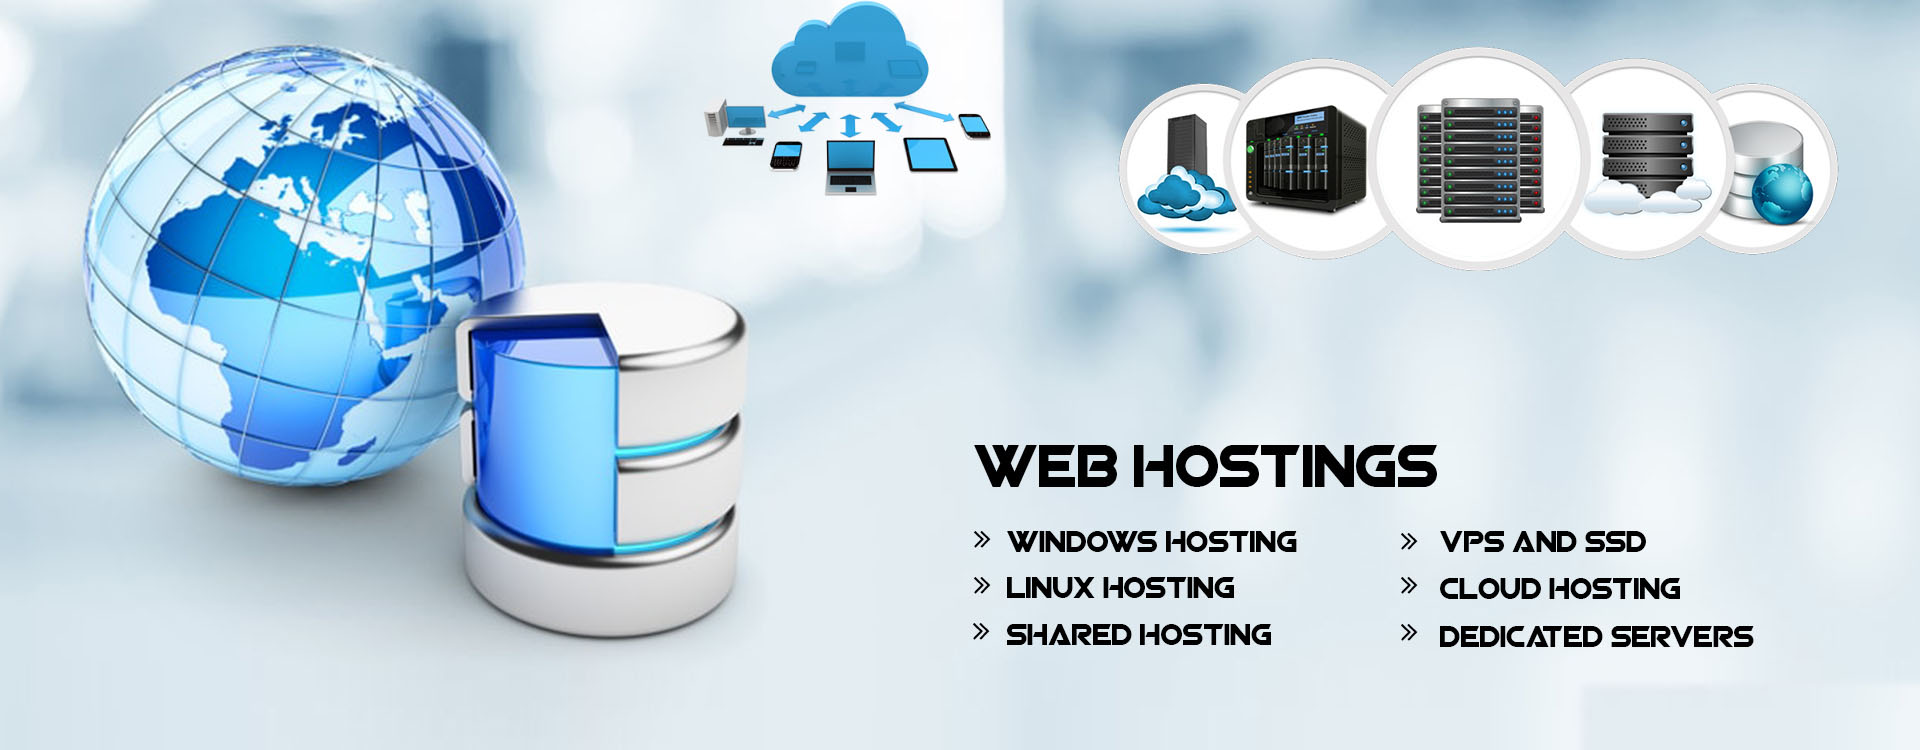 WEB HOSTINGS
WINDOWS HOSTING
LINUX HOSTING
SHARED HOSTING
VPS AND SSD
CLOUD HOSTING
DEDICATED SERVERS